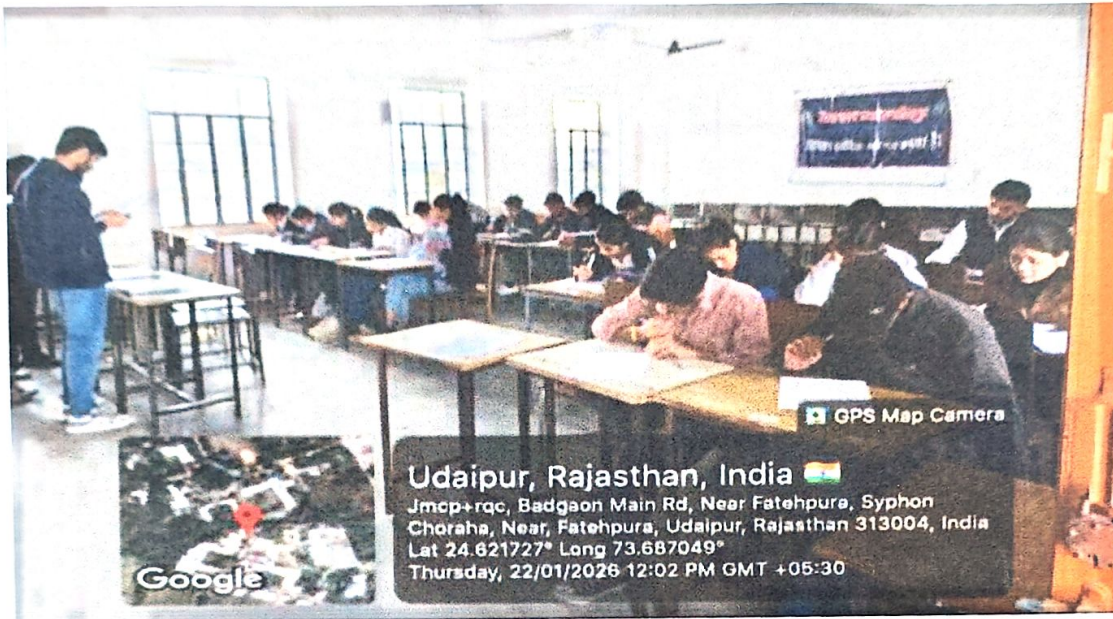 GPS Map Camera
Udaipur, Rajasthan, India
Jmcp+rqc, Badgaon Main Rd, Near Fatehpura, Syphon
Choraha, Near, Fatehpura, Udaipur, Rajasthan 313004, India
Lat 24.621727° Long 73.687049°
Thursday, 22/01/2026 12:02 PM GMT +05:30
Google